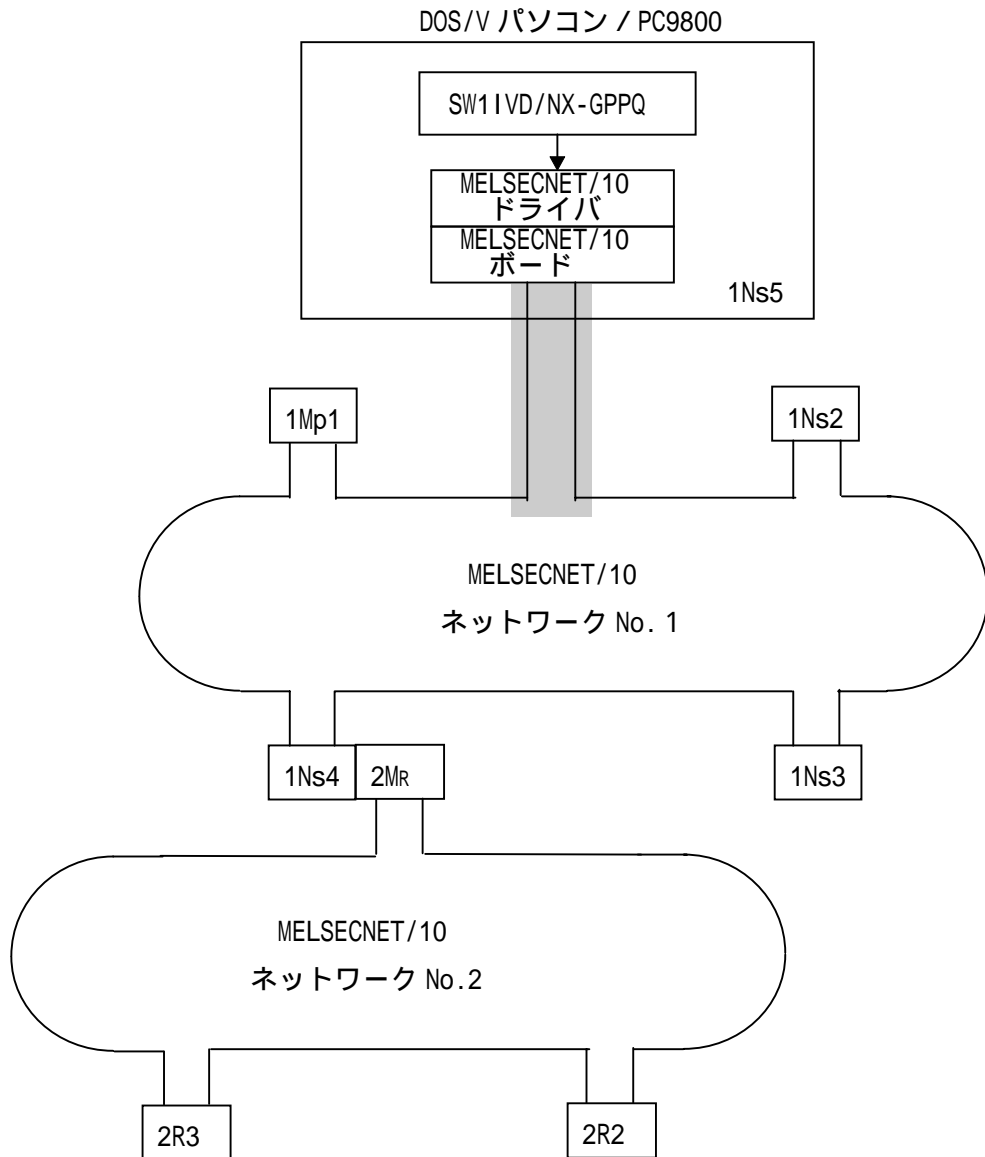 DOS/V パソコン / PC9800
SW1IVD/NX-GPPQ
MELSECNET/10
ドライバ
MELSECNET/10
ボード
1Ns5
1Mp1
1Ns2
MELSECNET/10
ネットワーク No. 1
1Ns4
2MR
1Ns3
MELSECNET/10
ネットワーク No.2
2R3
2R2